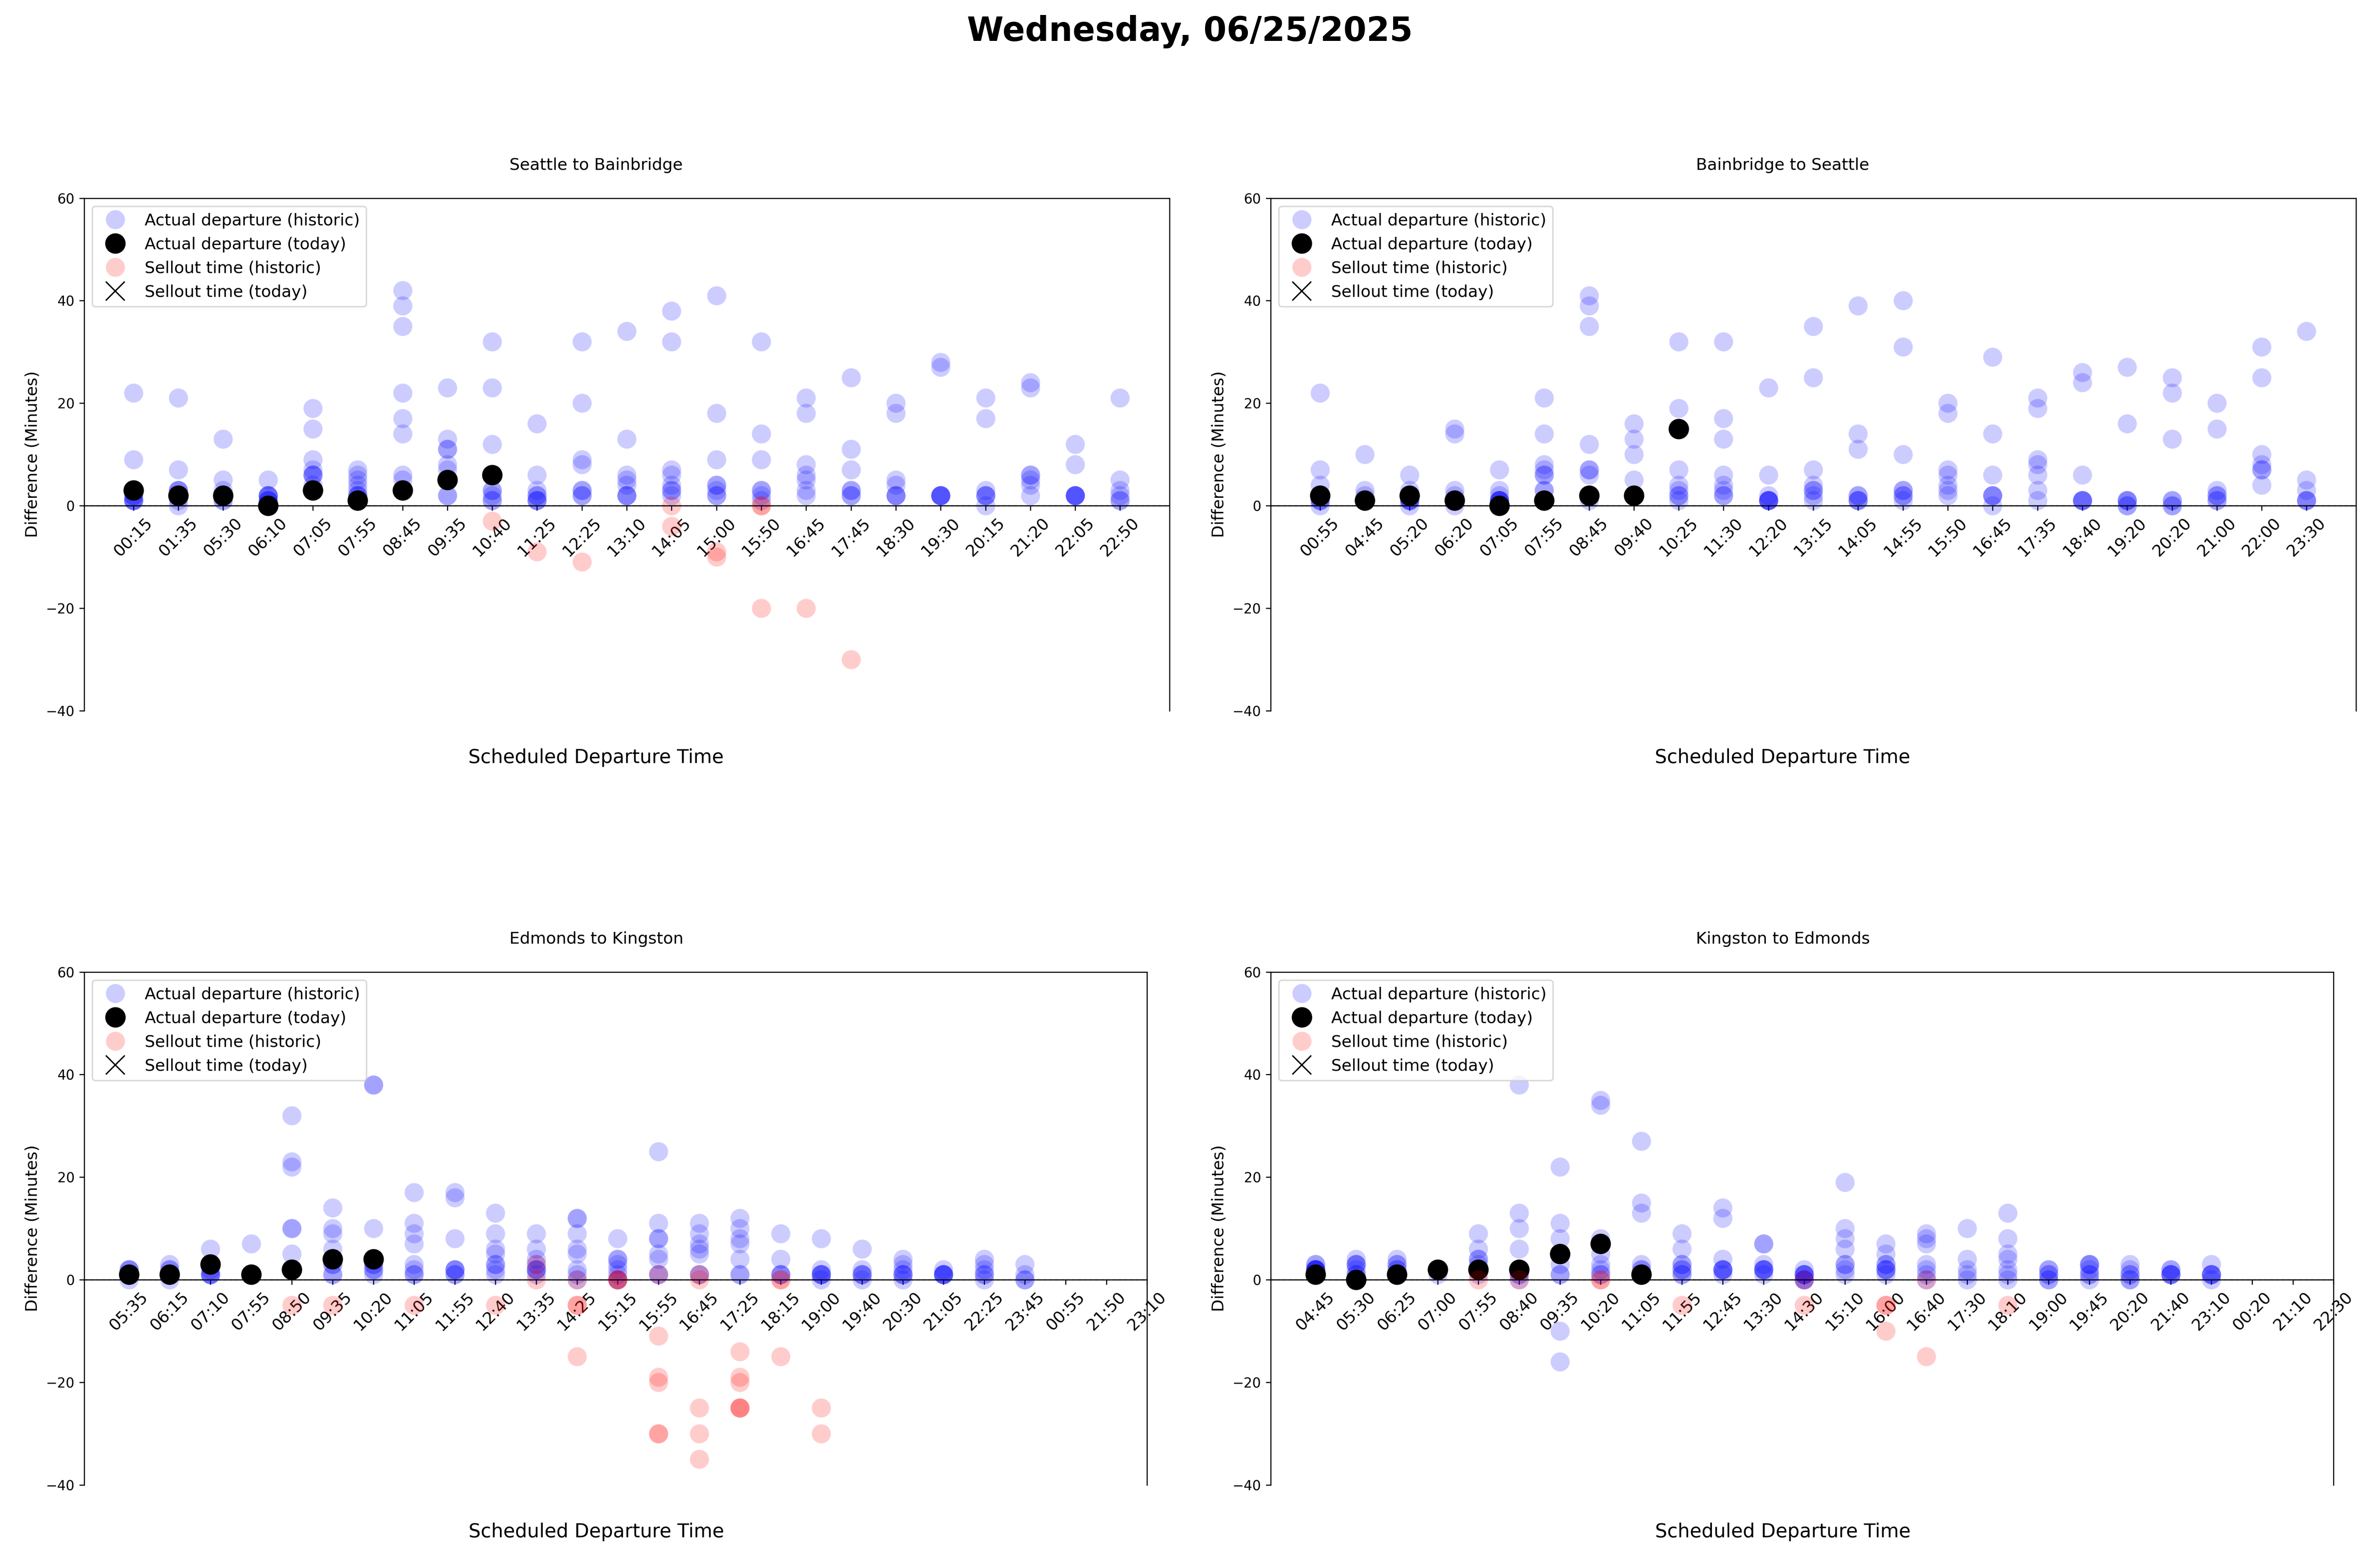 Wednesday, 06/25/2025
Seattle to Bainbridge
Difference (Minutes)
60
40
20
0
−20
−40
Actual departure (historic)
Actual departure (today)
Sellout time (historic)
Sellout time (today)
00:15 01:35 05:30 06:10 07:05 07:55 08:45 09:35 10:40 11:25 12:25 13:10 14:05 15:00 15:50 16:45 17:45 18:30 19:30 20:15 21:20 22:05 22:50
Scheduled Departure Time
Bainbridge to Seattle
Difference (Minutes)
60
40
20
0
−20
−40
Actual departure (historic)
Actual departure (today)
Sellout time (historic)
Sellout time (today)
00:55 04:45 05:20 06:20 07:05 07:55 08:45 09:40 10:25 11:30 12:20 13:15 14:05 14:55 15:50 16:45 17:35 18:40 19:20 20:20 21:00 22:00 23:30
Scheduled Departure Time
Edmonds to Kingston
Difference (Minutes)
60
40
20
0
−20
−40
Actual departure (historic)
Actual departure (today)
Sellout time (historic)
Sellout time (today)
05:35 06:15 07:10 07:55 08:50 09:35 10:20 11:05 11:55 12:40 13:35 14:25 15:15 15:55 16:45 17:25 18:15 19:00 19:40 20:30 21:05 22:25 23:45 00:55 21:50 23:10
Scheduled Departure Time
Kingston to Edmonds
Difference (Minutes)
60
40
20
0
−20
−40
Actual departure (historic)
Actual departure (today)
Sellout time (historic)
Sellout time (today)
04:45 05:30 06:25 07:00 07:55 08:40 09:35 10:20 11:05 11:55 12:45 13:30 14:30 15:10 16:00 16:40 17:30 18:10 19:00 19:45 20:20 21:40 23:10 00:20 21:10 22:30
Scheduled Departure Time